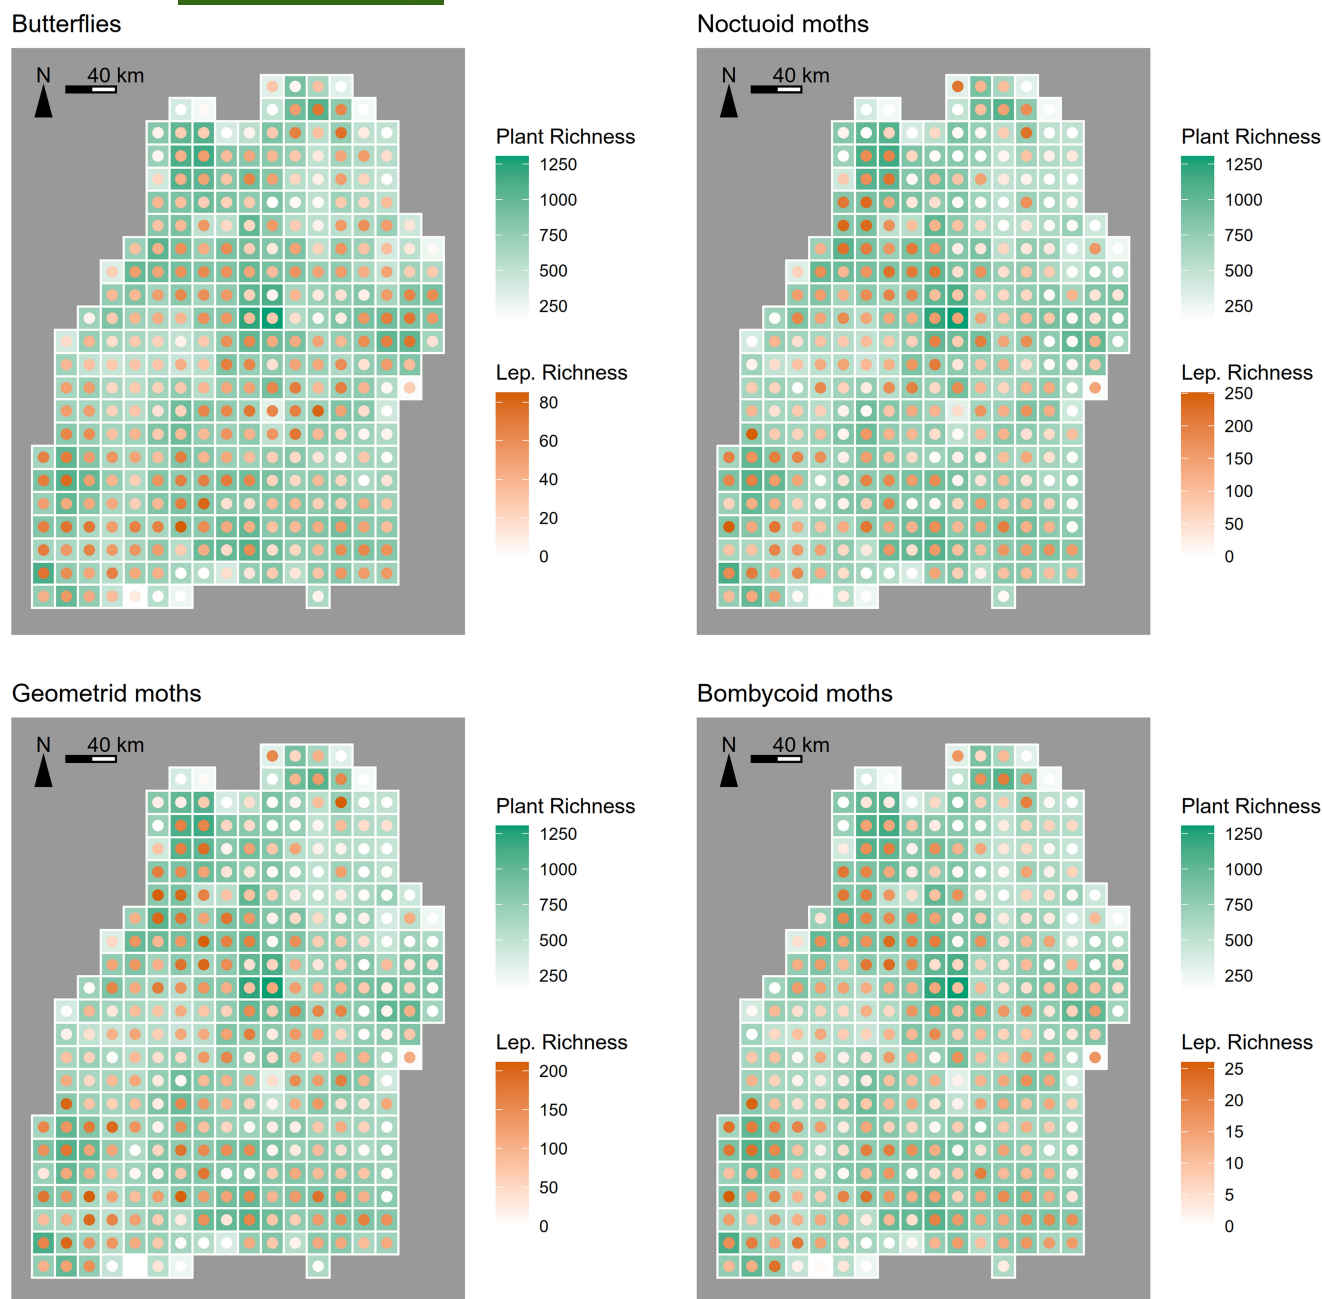 Butterflies
N 40 km
Plant Richness
1250
1000
750
500
250
Lep. Richness
80
60
40
20
0
Noctuoid moths
N 40 km
Plant Richness
1250
1000
750
500
250
Lep. Richness
250
200
150
100
50
0
Geometrid moths
N 40 km
Plant Richness
1250
1000
750
500
250
Lep. Richness
200
150
100
50
0
Bombycoid moths
N 40 km
Plant Richness
1250
1000
750
500
250
Lep. Richness
25
20
15
10
5
0